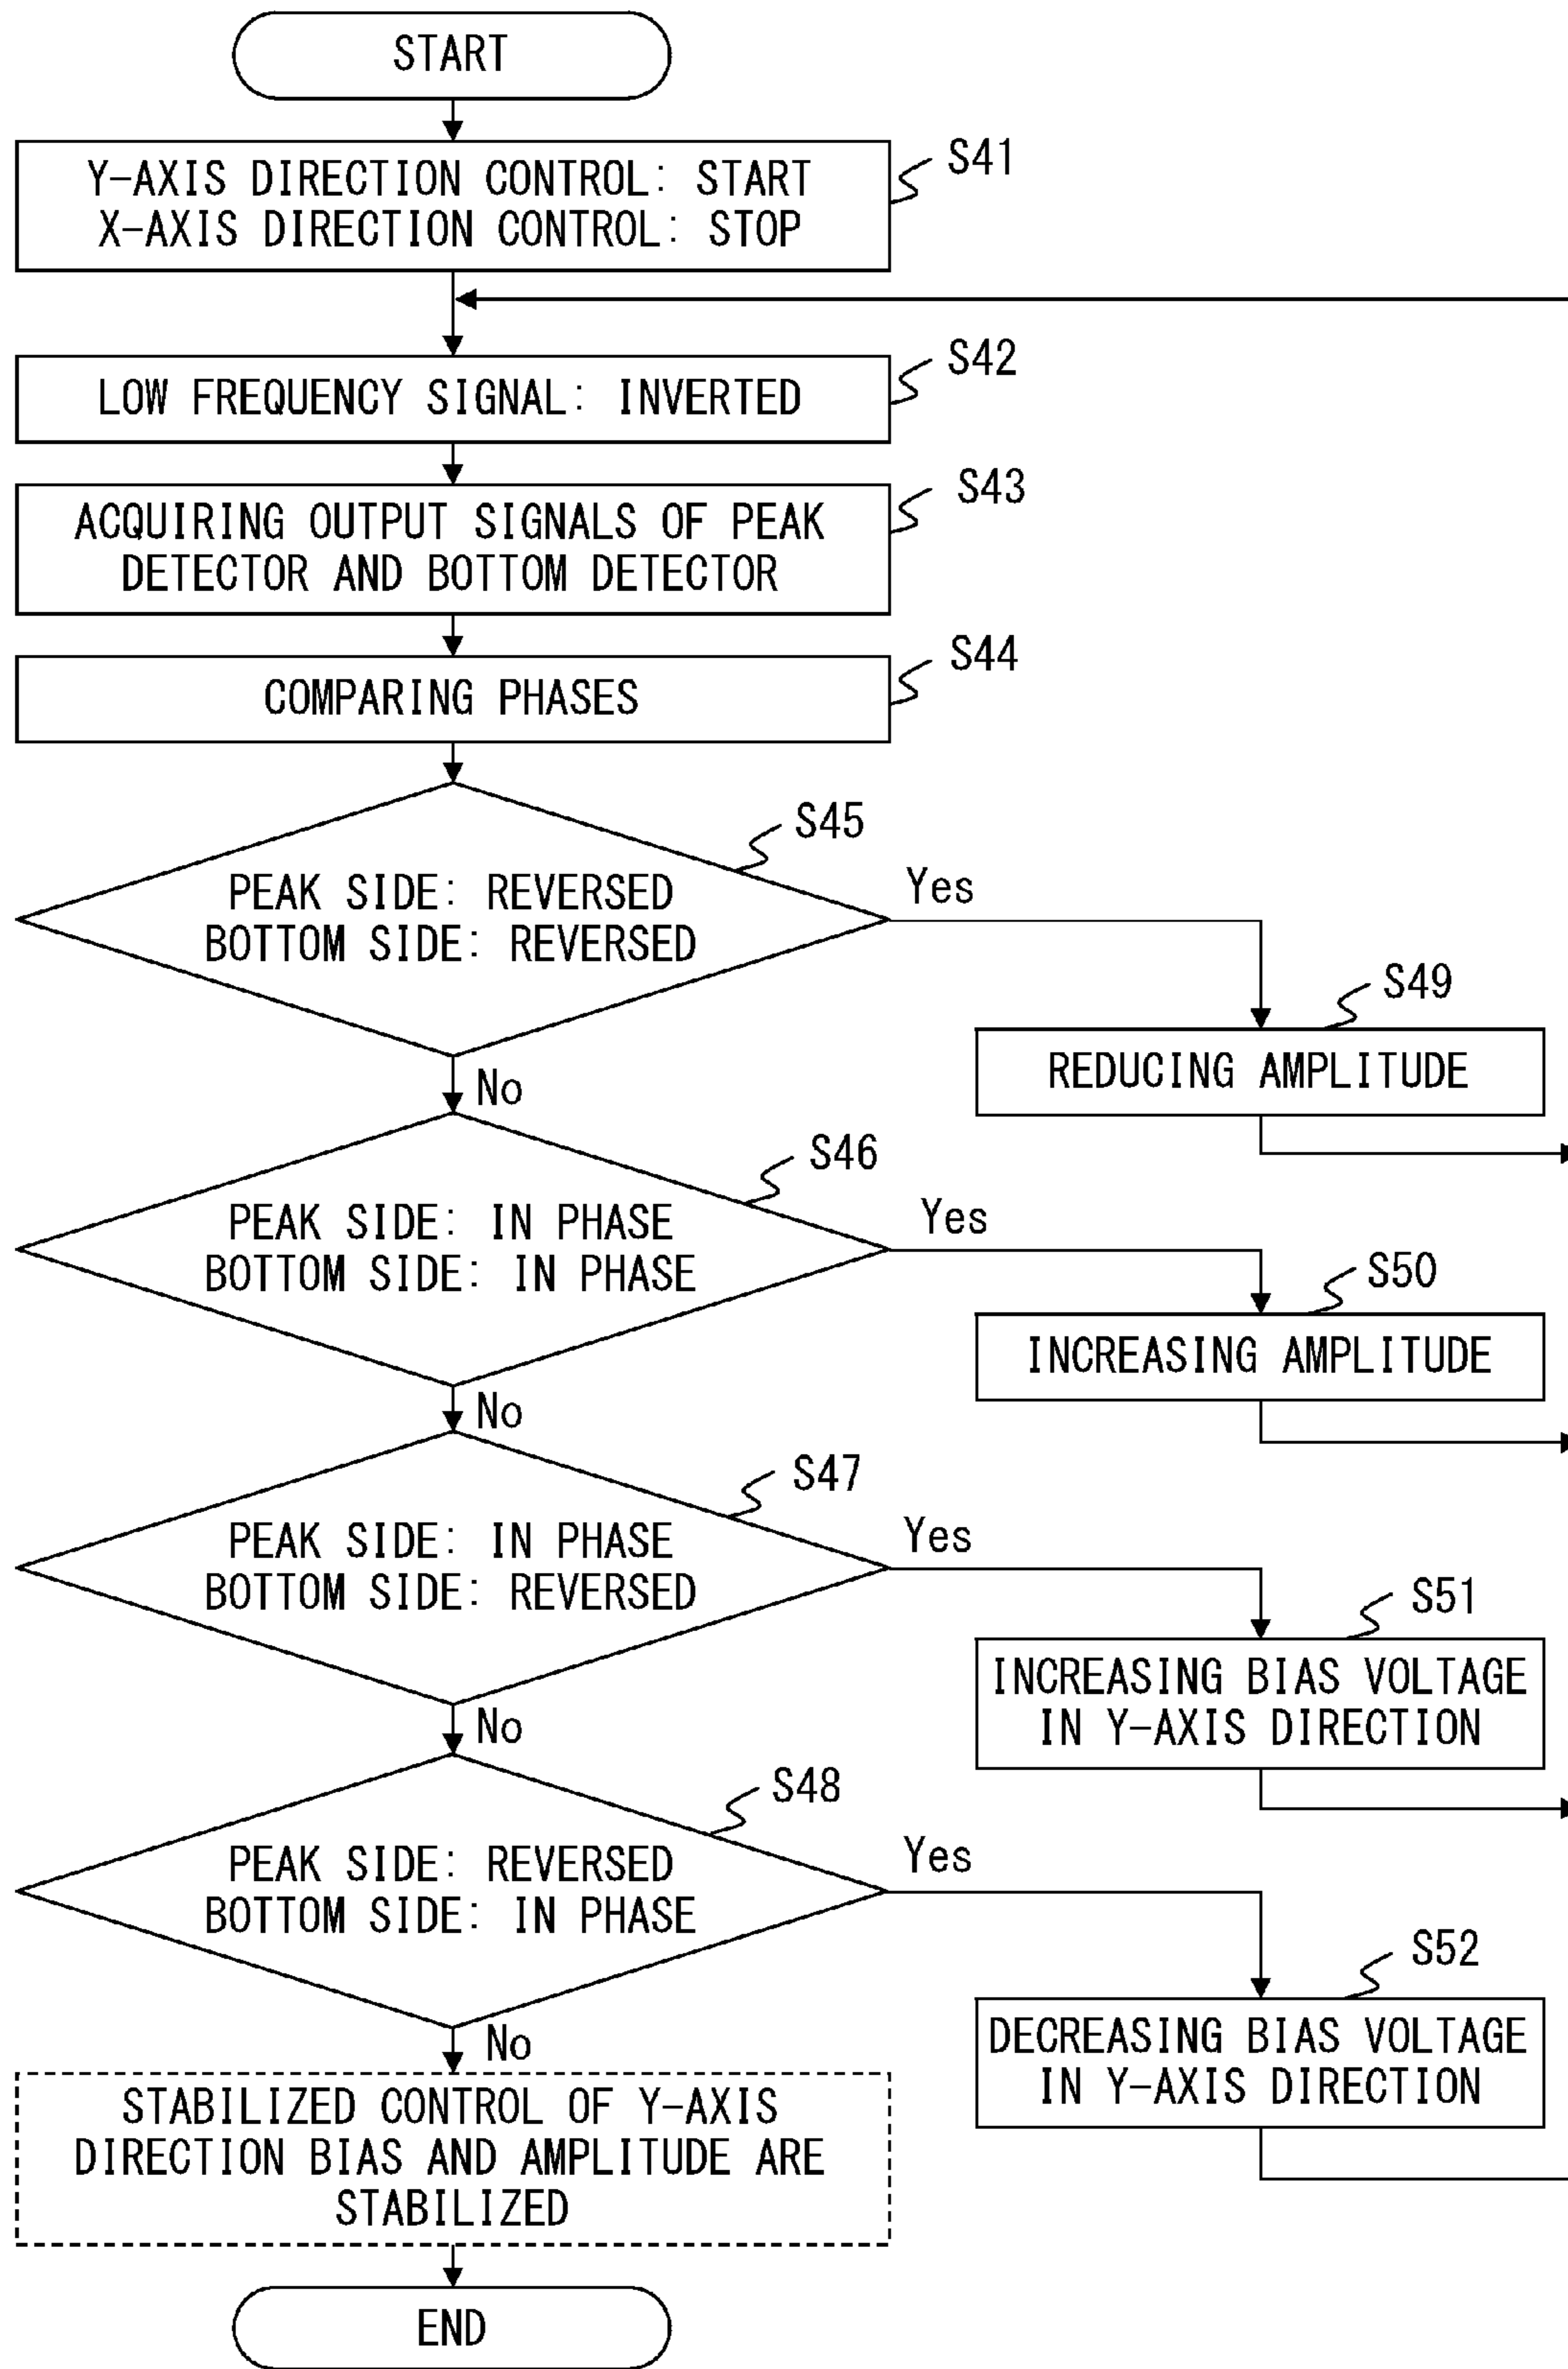 START
S41
Y-AXIS DIRECTION CONTROL: START
X-AXIS DIRECTION CONTROL: STOP
S42
LOW FREQUENCY SIGNAL: INVERTED
S43
ACQUIRING OUTPUT SIGNALS OF PEAK
DETECTOR AND BOTTOM DETECTOR
S44
COMPARING PHASES
S45
PEAK SIDE: REVERSED
BOTTOM SIDE: REVERSED
Yes
S49
REDUCING AMPLITUDE
No
S46
PEAK SIDE: IN PHASE
BOTTOM SIDE: IN PHASE
Yes
S50
INCREASING AMPLITUDE
No
S47
PEAK SIDE: IN PHASE
BOTTOM SIDE: REVERSED
Yes
S51
INCREASING BIAS VOLTAGE
IN Y-AXIS DIRECTION
No
S48
PEAK SIDE: REVERSED
BOTTOM SIDE: IN PHASE
Yes
S52
DECREASING BIAS VOLTAGE
IN Y-AXIS DIRECTION
No
STABILIZED CONTROL OF Y-AXIS
DIRECTION BIAS AND AMPLITUDE ARE
STABILIZED
END